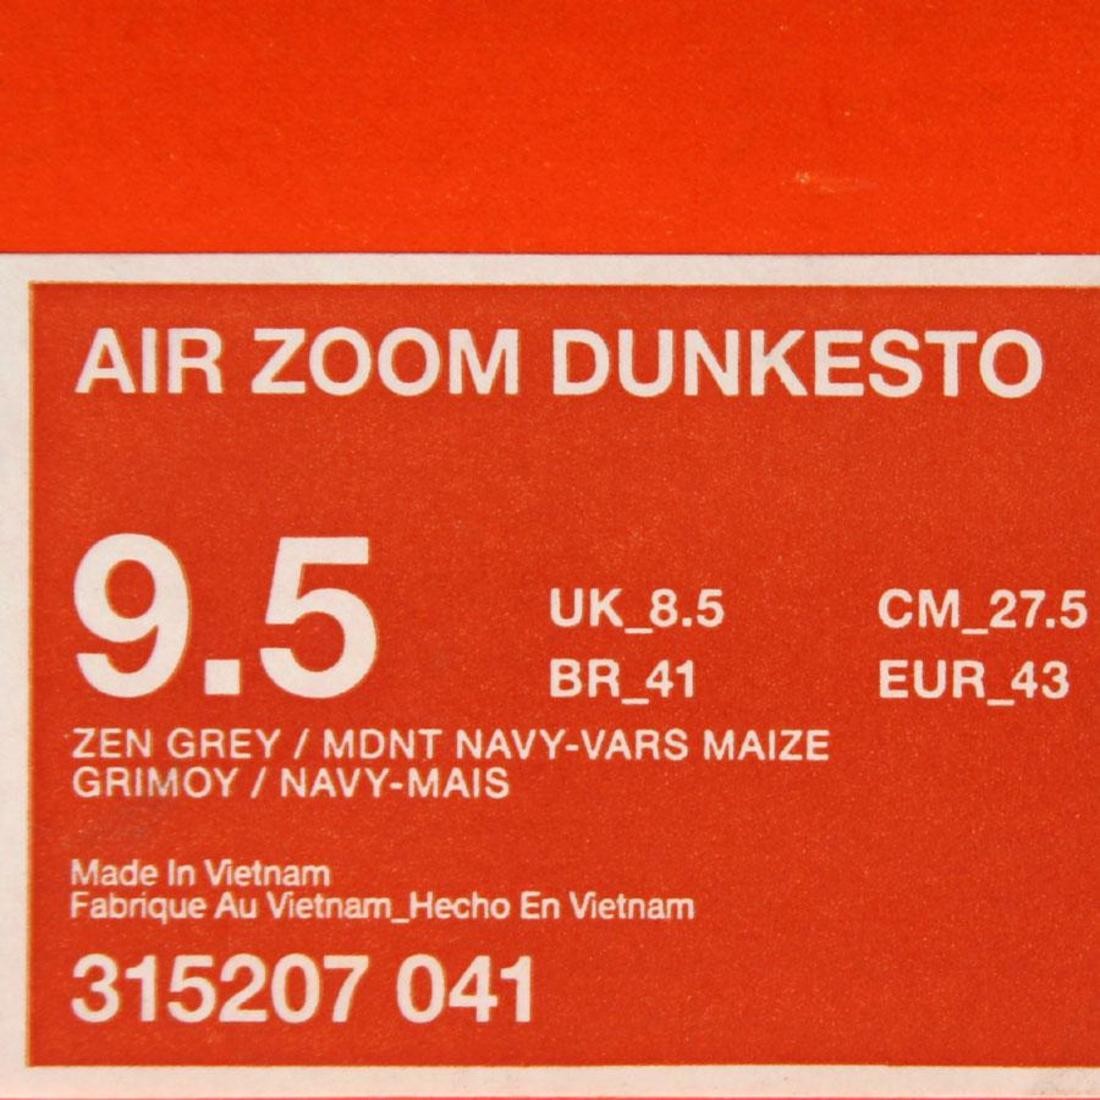 AIR ZOOM DUNKESTO
9.5 UK_8.5 CM_27.5
BR_41 EUR_43
ZEN GREY / MDNT NAVY-VARS MAIZE
GRIMOY / NAVY-MAIS
Made In Vietnam
Fabrique Au Vietnam_Hecho En Vietnam
315207 041